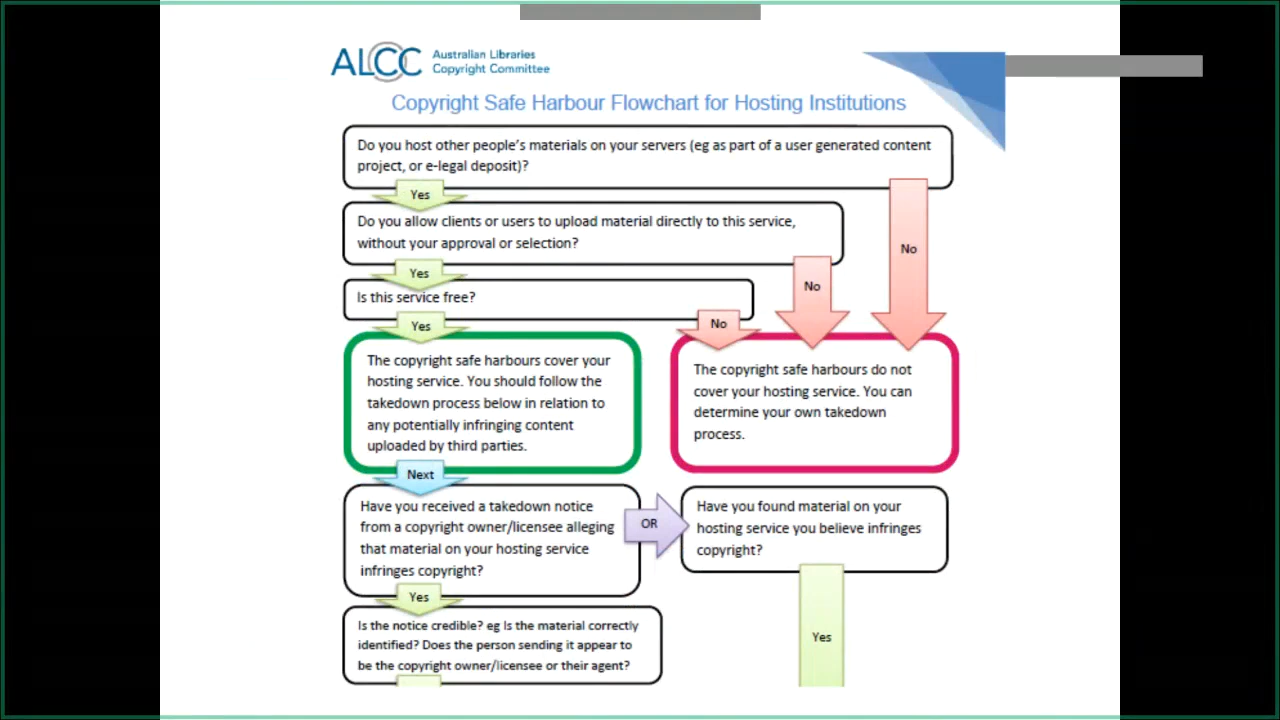 ALCC Australian Libraries
Copyright Committee
Copyright Safe Harbour Flowchart for Hosting Institutions
Do you host other people's materials on your servers (eg as part of a user generated content
project, or e-legal deposit)?
Yes
No
Do you allow clients or users to upload material directly to this service,
without your approval or selection?
Yes
No
Is this service free?
Yes
No
The copyright safe harbours cover your
hosting service. You should follow the
takedown process below in relation to
any potentially infringing content
uploaded by third parties.
The copyright safe harbours do not
cover your hosting service. You can
determine your own takedown
process.
Next
Have you received a takedown notice
from a copyright owner/licensee alleging
that material on your hosting service
infringes copyright?
OR
Have you found material on your
hosting service you believe infringes
copyright?
Yes
Is the notice credible? eg Is the material correctly
identified? Does the person sending it appear to
be the copyright owner/licensee or their agent?
Yes